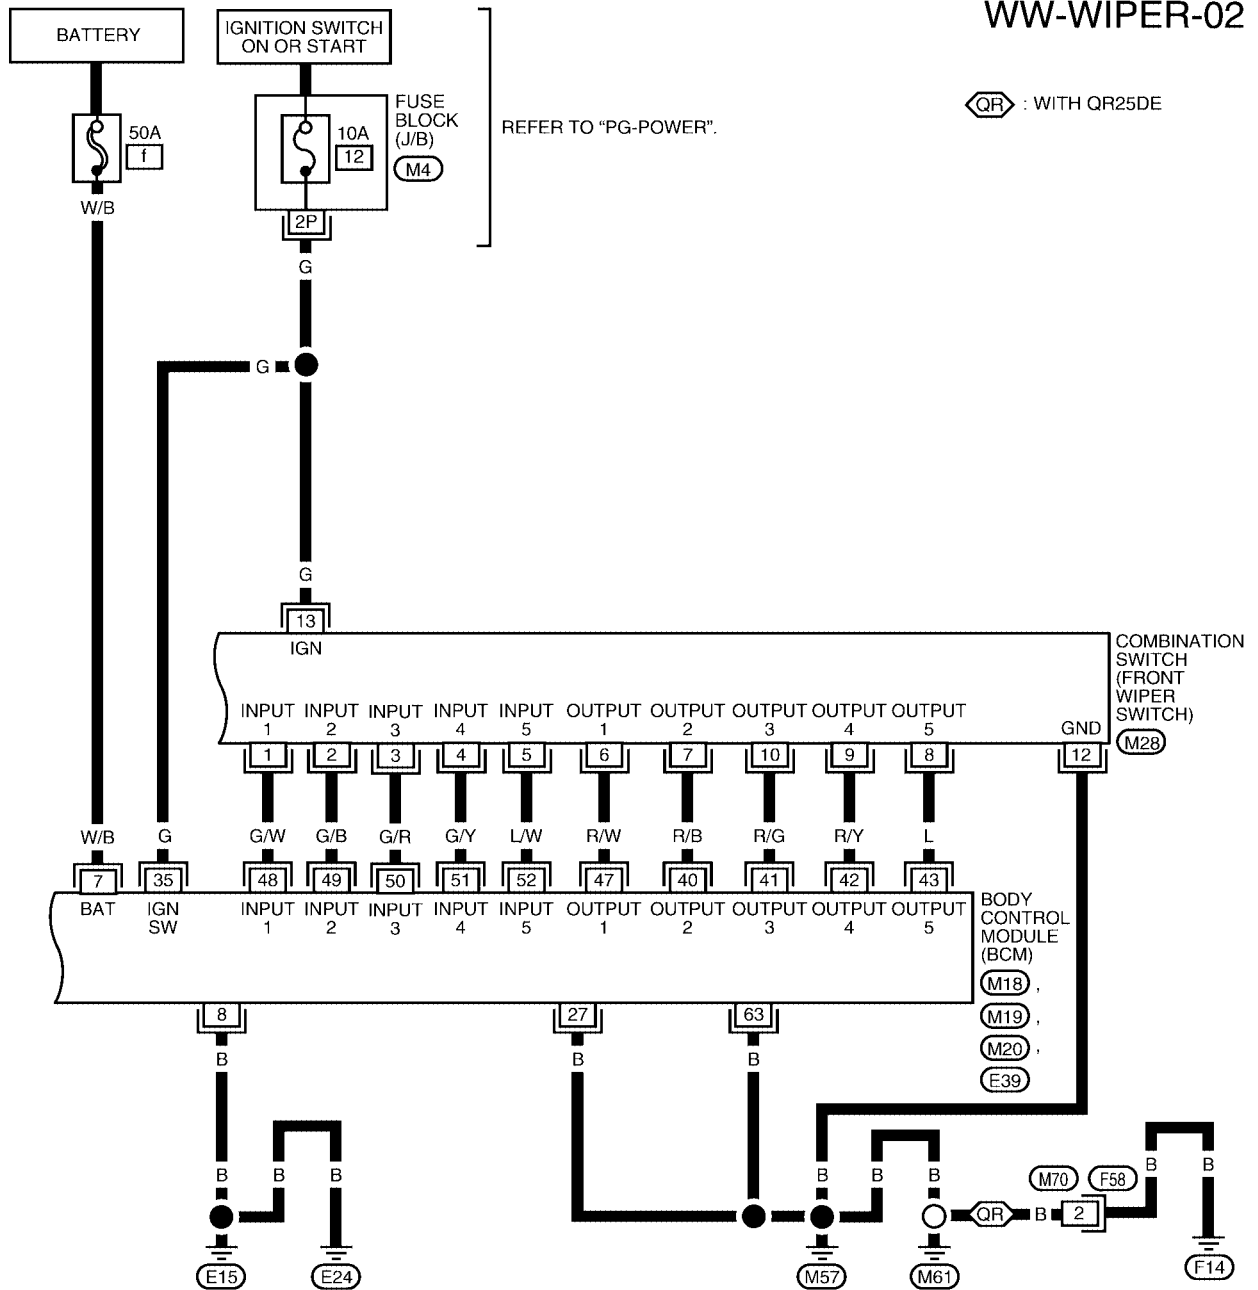 WW-WIPER-02
BATTERY
IGNITION SWITCH
ON OR START
QR : WITH QR25DE
50A
f
10A
12
FUSE
BLOCK
(J/B)
M4
REFER TO “PG-POWER”.
W/B
2P
G
G
G
13
IGN
COMBINATION
SWITCH
(FRONT
WIPER
SWITCH)
M28
INPUT 1 INPUT 2 INPUT 3 INPUT 4 INPUT 5 OUTPUT 1 OUTPUT 2 OUTPUT 3 OUTPUT 4 OUTPUT 5 GND
1 2 3 4 5 6 7 10 9 8 12
W/B G G/W G/B G/R G/Y L/W R/W R/B R/G R/Y L
7 35 48 49 50 51 52 47 40 41 42 43
BAT IGN SW INPUT 1 INPUT 2 INPUT 3 INPUT 4 INPUT 5 OUTPUT 1 OUTPUT 2 OUTPUT 3 OUTPUT 4 OUTPUT 5
BODY
CONTROL
MODULE
(BCM)
M18 ,
M19 ,
M20 ,
E39
8 27 63
B B B
B B B B B B B B
M70 F58
QR B 2
E15 E24 M57 M61 F14